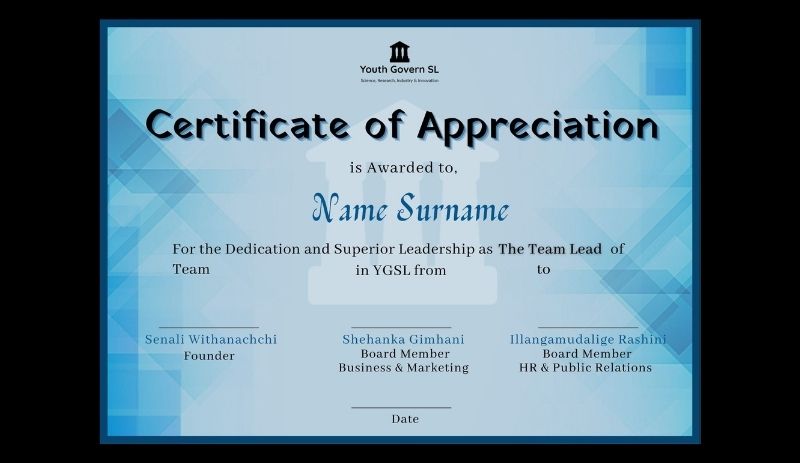 Youth Govern SL
Science, Research, Industry & Innovation
Certificate of Appreciation
is Awarded to,
Name Surname
For the Dedication and Superior Leadership as The Team Lead of
Team in YGSL from to
Senali Withanachchi Shehanka Gimhani Illangamudalige Rashini
Founder Board Member Board Member
Business & Marketing HR & Public Relations
Date